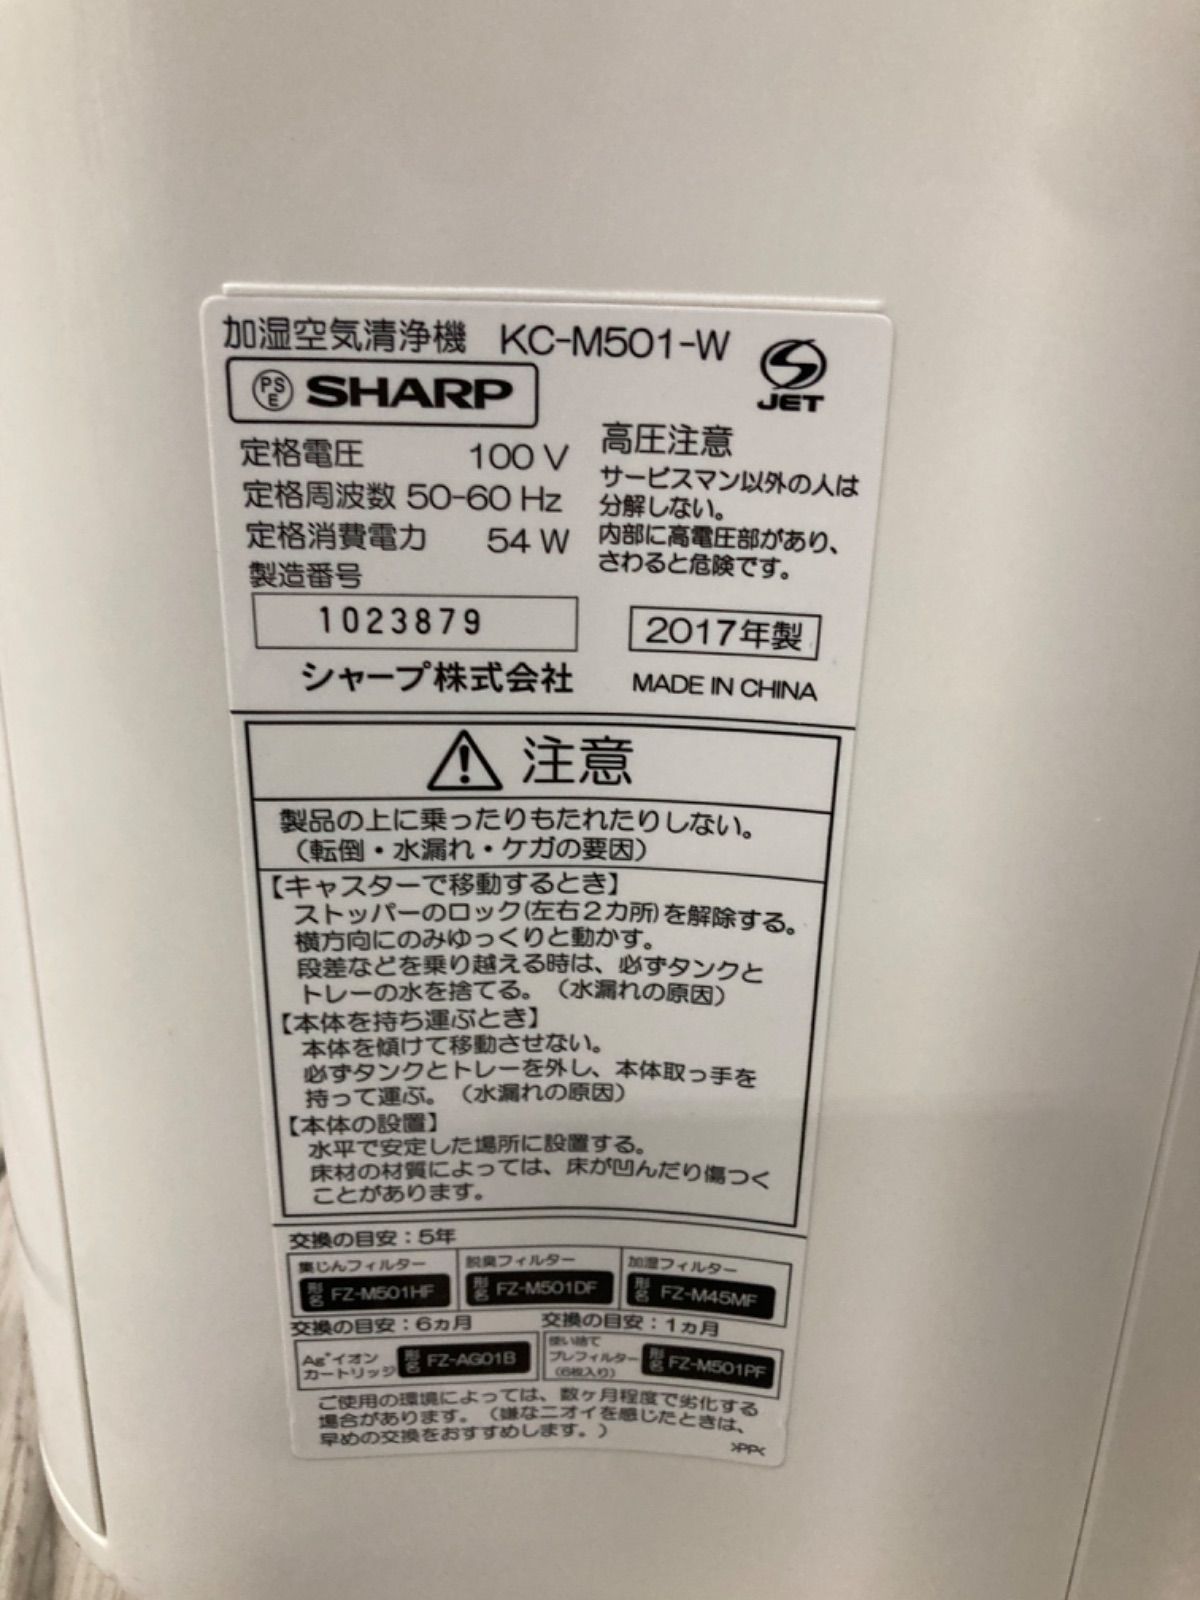 加湿空気清浄機 KC-M501-W
PSE SHARP
JET
定格電圧 100 V
定格周波数 50-60 Hz
定格消費電力 54 W
製造番号
1023879
シャープ株式会社
高圧注意
サービスマン以外の人は
分解しない。
内部に高電圧部があり、
さわると危険です。
2017年製
MADE IN CHINA
注意
製品の上に乗ったりもたれたりしない。
(転倒・水漏れ・ケガの要因)
【キャスターで移動するとき】
ストッパーのロック(左右2カ所)を解除する。
横方向にのみゆっくりと動かす。
段差などを乗り越える時は、必ずタンクと
トレーの水を捨てる。(水漏れの原因)
【本体を持ち運ぶとき】
本体を傾けて移動させない。
必ずタンクとトレーを外し、本体取っ手を
持って運ぶ。(水漏れの原因)
【本体の設置】
水平で安定した場所に設置する。
床材の材質によっては、床が凹んだり傷つく
ことがあります。
交換の目安：5年
集じんフィルター 形名 FZ-M501HF
脱臭フィルター 形名 FZ-M501DF
加湿フィルター 形名 FZ-M45MF
交換の目安：6ヵ月
Ag⁺イオン
カートリッジ 形名 FZ-AG01B
交換の目安：1ヵ月
使い捨て
プレフィルター
(6枚入り) 形名 FZ-M501PF
ご使用の環境によっては、数ヶ月程度で劣化する
場合があります。(嫌なニオイを感じたときは、
早めの交換をおすすめします。)
>PP<